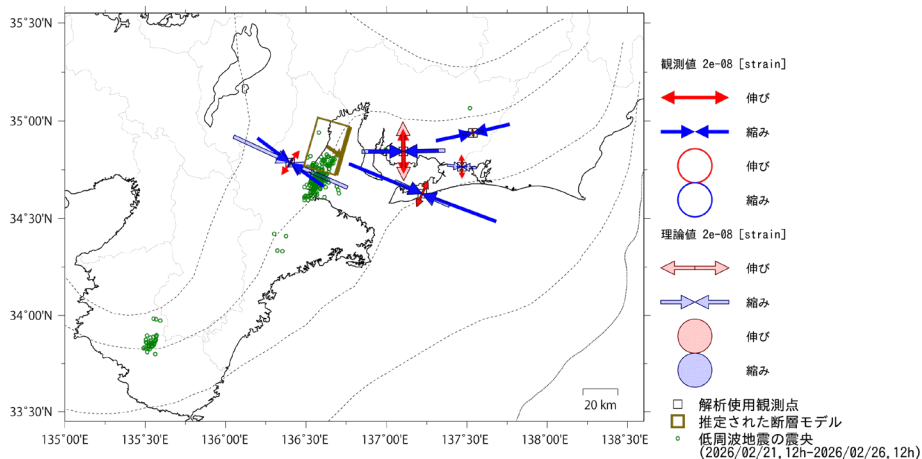 35°30'N
35°00'N
34°30'N
34°00'N
33°30'N
135°00'E
135°30'E
136°00'E
136°30'E
137°00'E
137°30'E
138°00'E
138°30'E
20 km
観測値 2e-08 [strain]
伸び
縮み
伸び
縮み
理論値 2e-08 [strain]
伸び
縮み
伸び
縮み
解析使用観測点
推定された断層モデル
低周波地震の震央
(2026/02/21,12h-2026/02/26,12h)